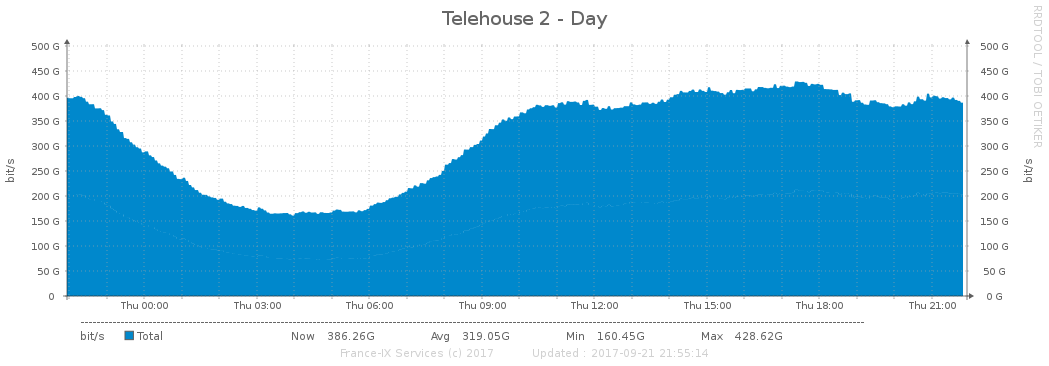 Telehouse 2 - Day
RRDTOOL / TOBI OETIKER
500 G 500 G
450 G 450 G
400 G 400 G
350 G 350 G
300 G 300 G
250 G 250 G
200 G 200 G
150 G 150 G
100 G 100 G
50 G 50 G
0 0 G
bit/s bit/s
Thu 00:00 Thu 03:00 Thu 06:00 Thu 09:00 Thu 12:00 Thu 15:00 Thu 18:00 Thu 21:00
bit/s Total Now 386.26G Avg 319.05G Min 160.45G Max 428.62G
France-IX Services (c) 2017 Updated : 2017-09-21 21:55:14